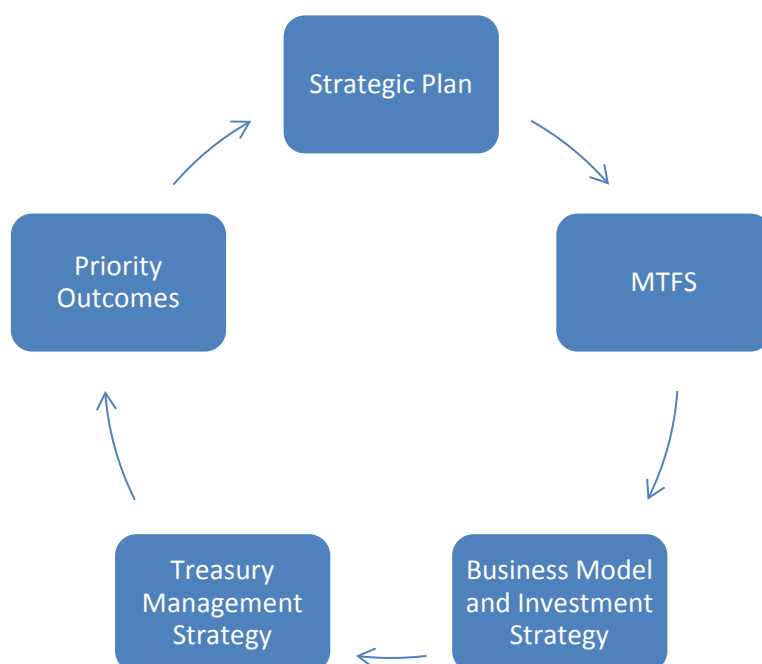 Strategic Plan
MTFS
Business Model
and Investment
Strategy
Treasury
Management
Strategy
Priority
Outcomes